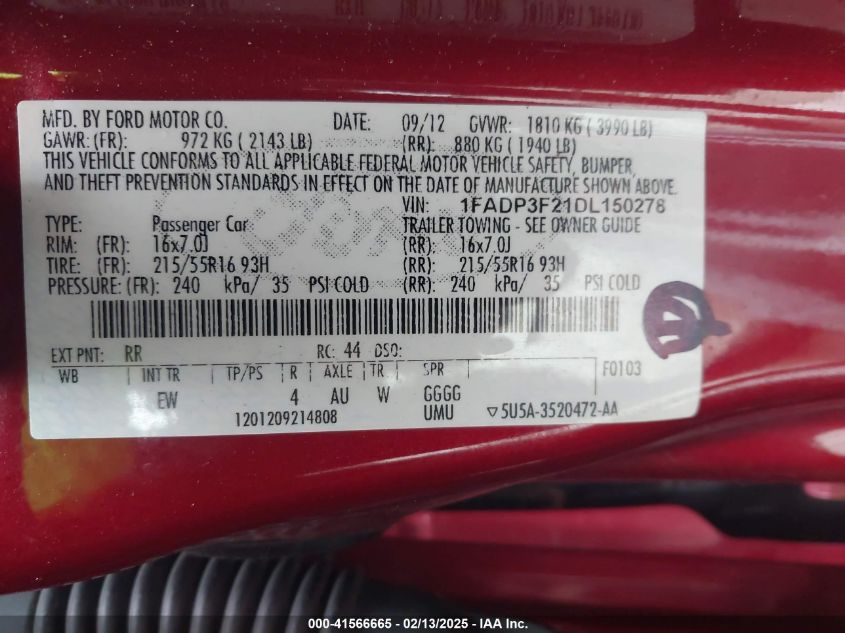 MFD. BY FORD MOTOR CO. DATE: 09/12 GVWR: 1810 KG ( 3990 LB)
GAWR: (FR): 972 KG ( 2143 LB) (RR): 880 KG ( 1940 LB)
THIS VEHICLE CONFORMS TO ALL APPLICABLE FEDERAL MOTOR VEHICLE SAFETY, BUMPER,
AND THEFT PREVENTION STANDARDS IN EFFECT ON THE DATE OF MANUFACTURE SHOWN ABOVE.
VIN: 1FADP3F21DL150278
TYPE: Passenger Car TRAILER TOWING - SEE OWNER GUIDE
RIM: (FR): 16x7.0J (RR): 16x7.0J
TIRE: (FR): 215/55R16 93H (RR): 215/55R16 93H
PRESSURE: (FR): 240 kPa/ 35 PSI COLD (RR): 240 kPa/ 35 PSI COLD
EXT PNT: RR RC: 44 DSO: F0103
WB INT TR TP/PS R AXLE TR SPR
EW 4 AU W GGGG
1201209214808 UMU ▽5U5A-3520472-AA
000-41566665 - 02/13/2025 - IAA Inc.